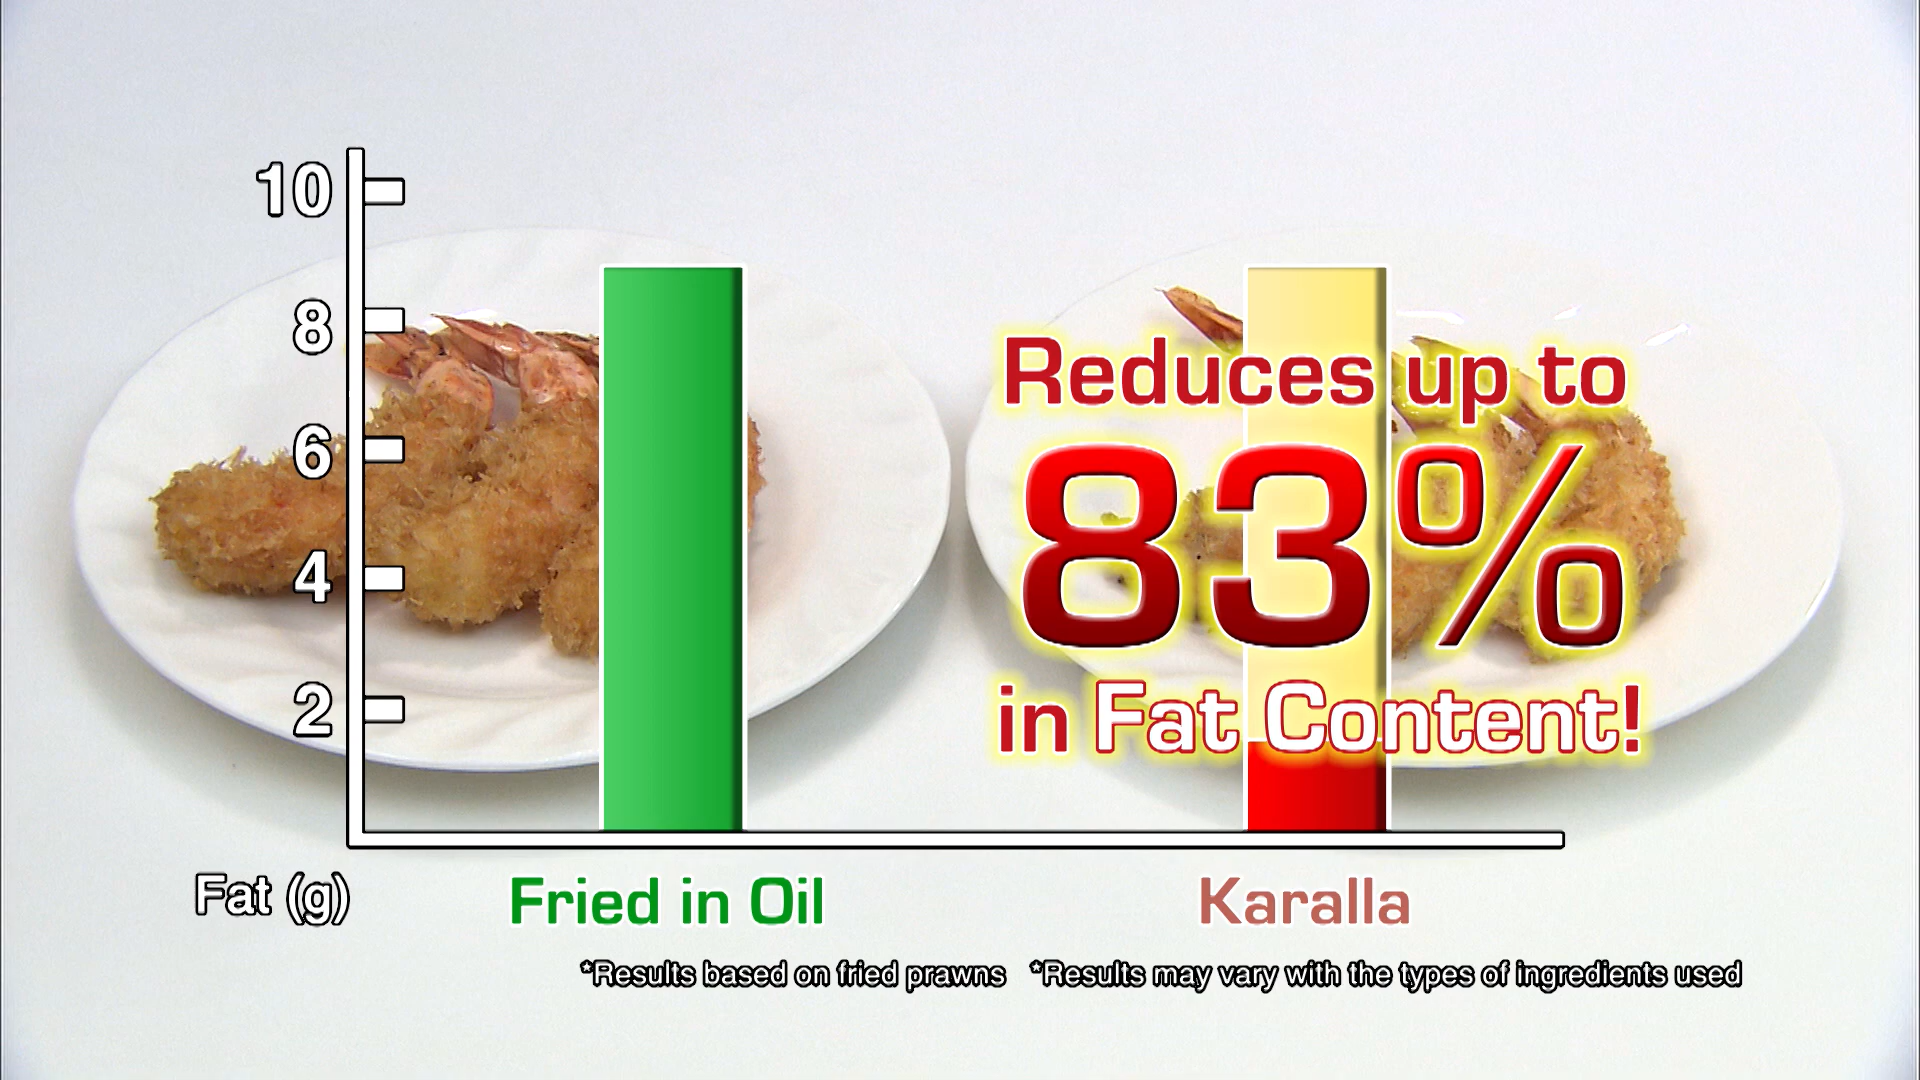 10
8
6
4
2
Reduces up to
83%
in Fat Content!
Fat (g)
Fried in Oil
Karalla
*Results based on fried prawns *Results may vary with the types of ingredients used